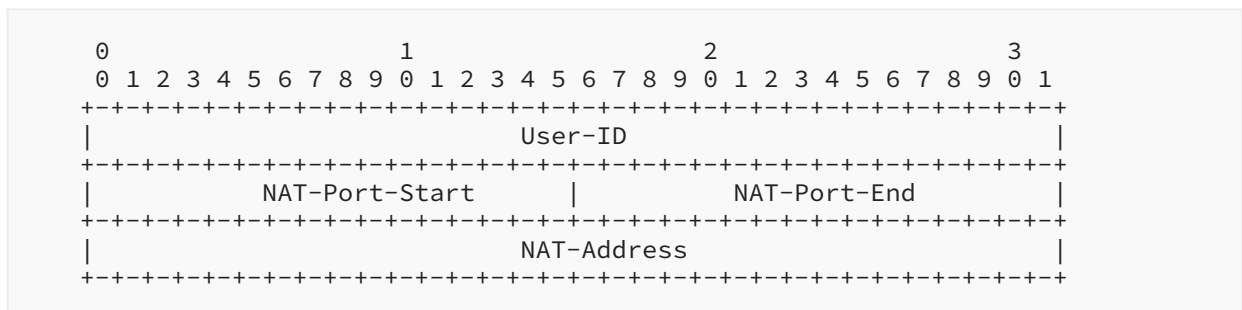 0                   1                   2                   3
 0 1 2 3 4 5 6 7 8 9 0 1 2 3 4 5 6 7 8 9 0 1 2 3 4 5 6 7 8 9 0 1
+-+-+-+-+-+-+-+-+-+-+-+-+-+-+-+-+-+-+-+-+-+-+-+-+-+-+-+-+-+-+-+-+
|                            User-ID                            |
+-+-+-+-+-+-+-+-+-+-+-+-+-+-+-+-+-+-+-+-+-+-+-+-+-+-+-+-+-+-+-+-+
|           NAT-Port-Start      |          NAT-Port-End         |
+-+-+-+-+-+-+-+-+-+-+-+-+-+-+-+-+-+-+-+-+-+-+-+-+-+-+-+-+-+-+-+-+
|                            NAT-Address                        |
+-+-+-+-+-+-+-+-+-+-+-+-+-+-+-+-+-+-+-+-+-+-+-+-+-+-+-+-+-+-+-+-+